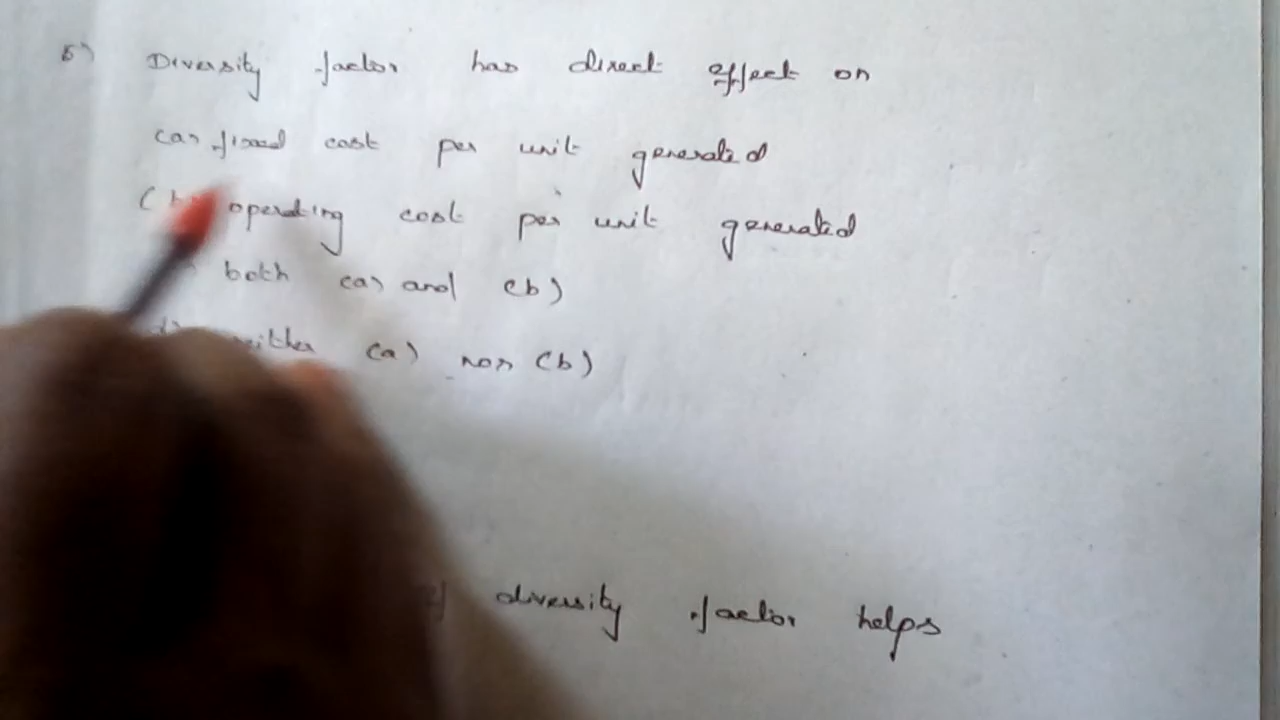 5) Diversity factor has direct effect on
(a) fixed cost per unit generated
operating cost per unit generated
both (a) and (b)
(a) nor (b)
diversity factor helps